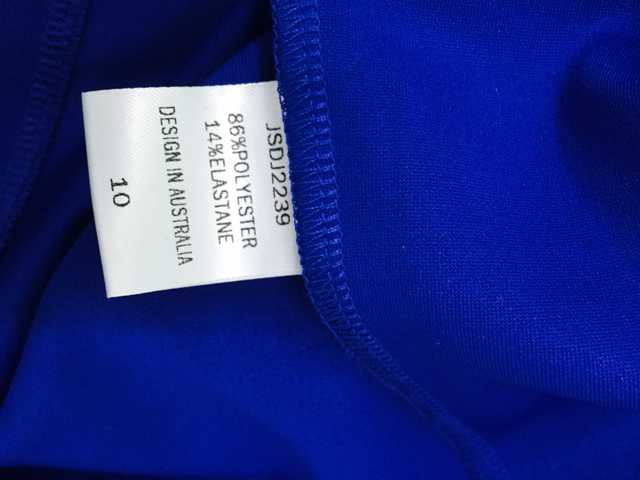 JSDJ2239
86%POLYESTER
14%ELASTANE
DESIGN IN AUSTRALIA
10